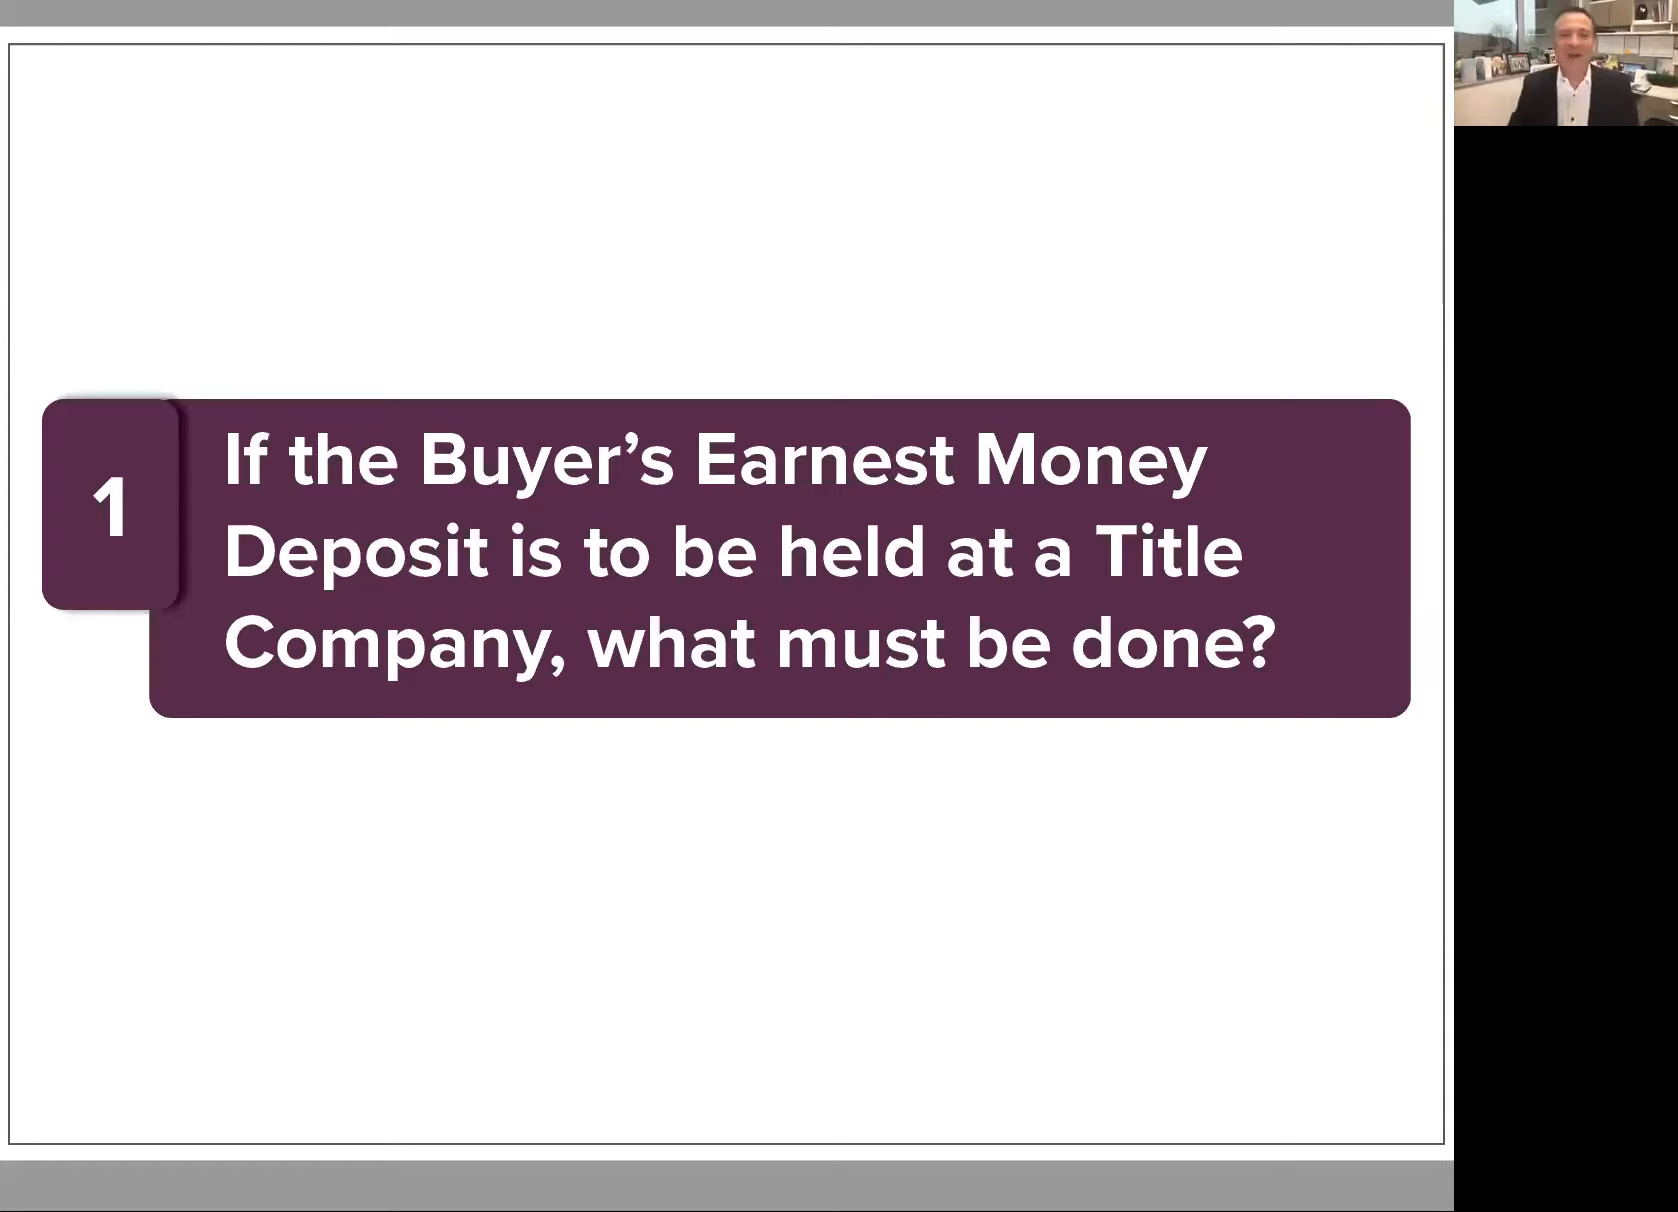 1
If the Buyer’s Earnest Money
Deposit is to be held at a Title
Company, what must be done?